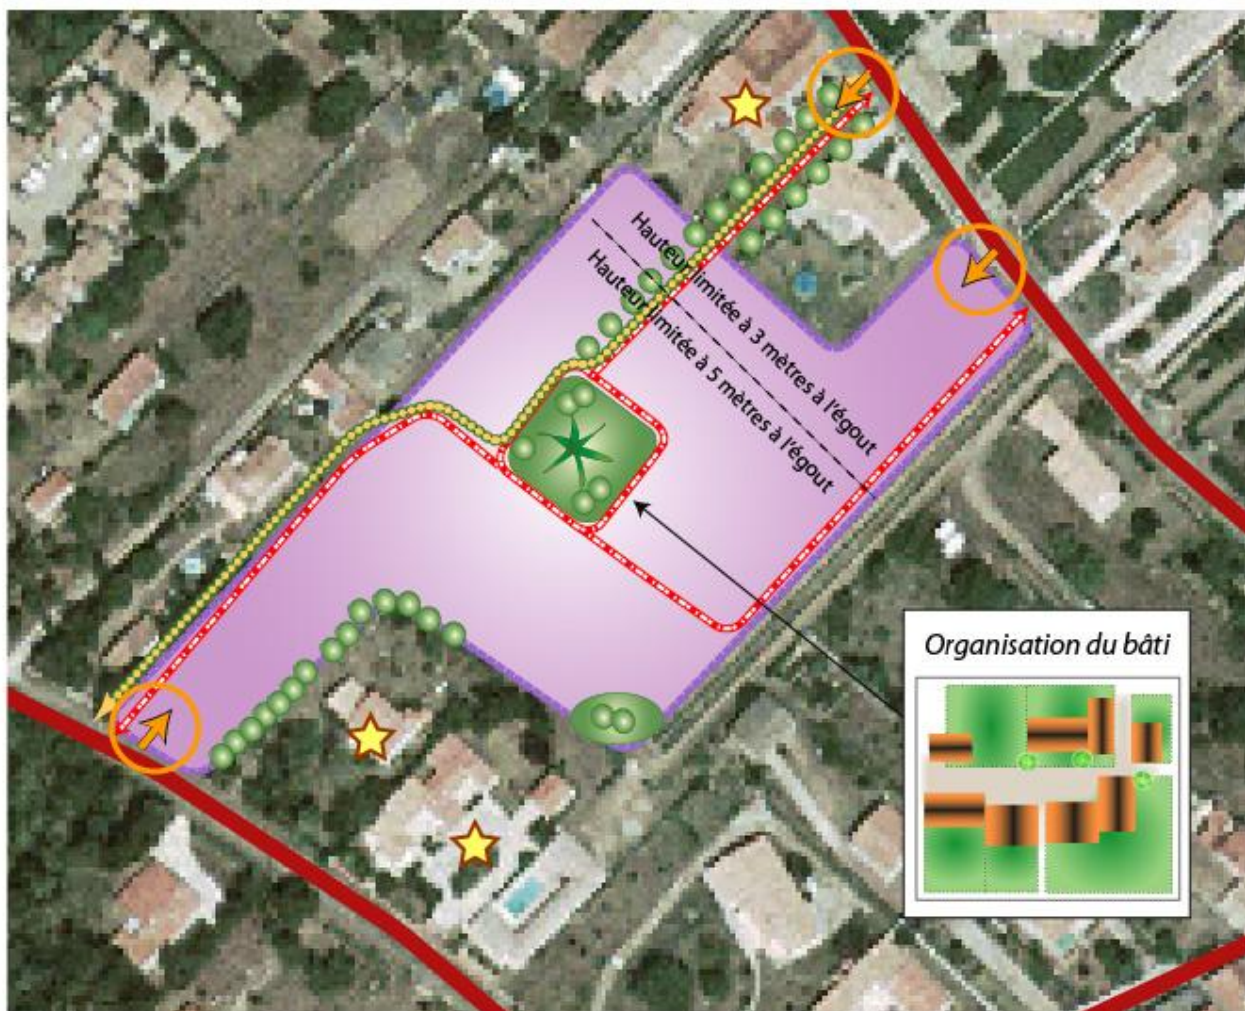 Hauteur limitée à 3 mètres à l'égout
Hauteur limitée à 5 mètres à l'égout
Organisation du bâti